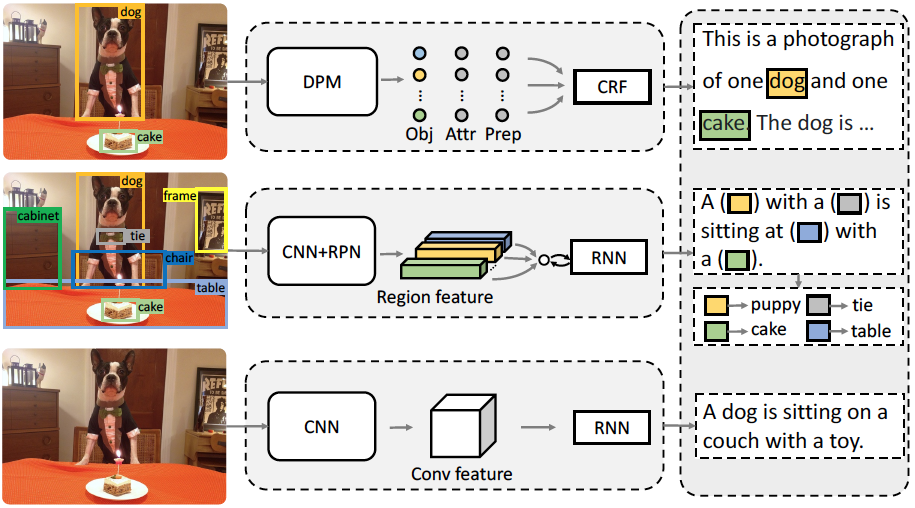 dog
cake
DPM
Obj
Attr
Prep
CRF
This is a photograph
of one dog and one
cake. The dog is ...
dog
frame
cabinet
tie
chair
table
cake
CNN+RPN
Region feature
RNN
A ( ) with a ( ) is
sitting at ( ) with
a ( ).
puppy
tie
cake
table
CNN
Conv feature
RNN
A dog is sitting on a
couch with a toy.